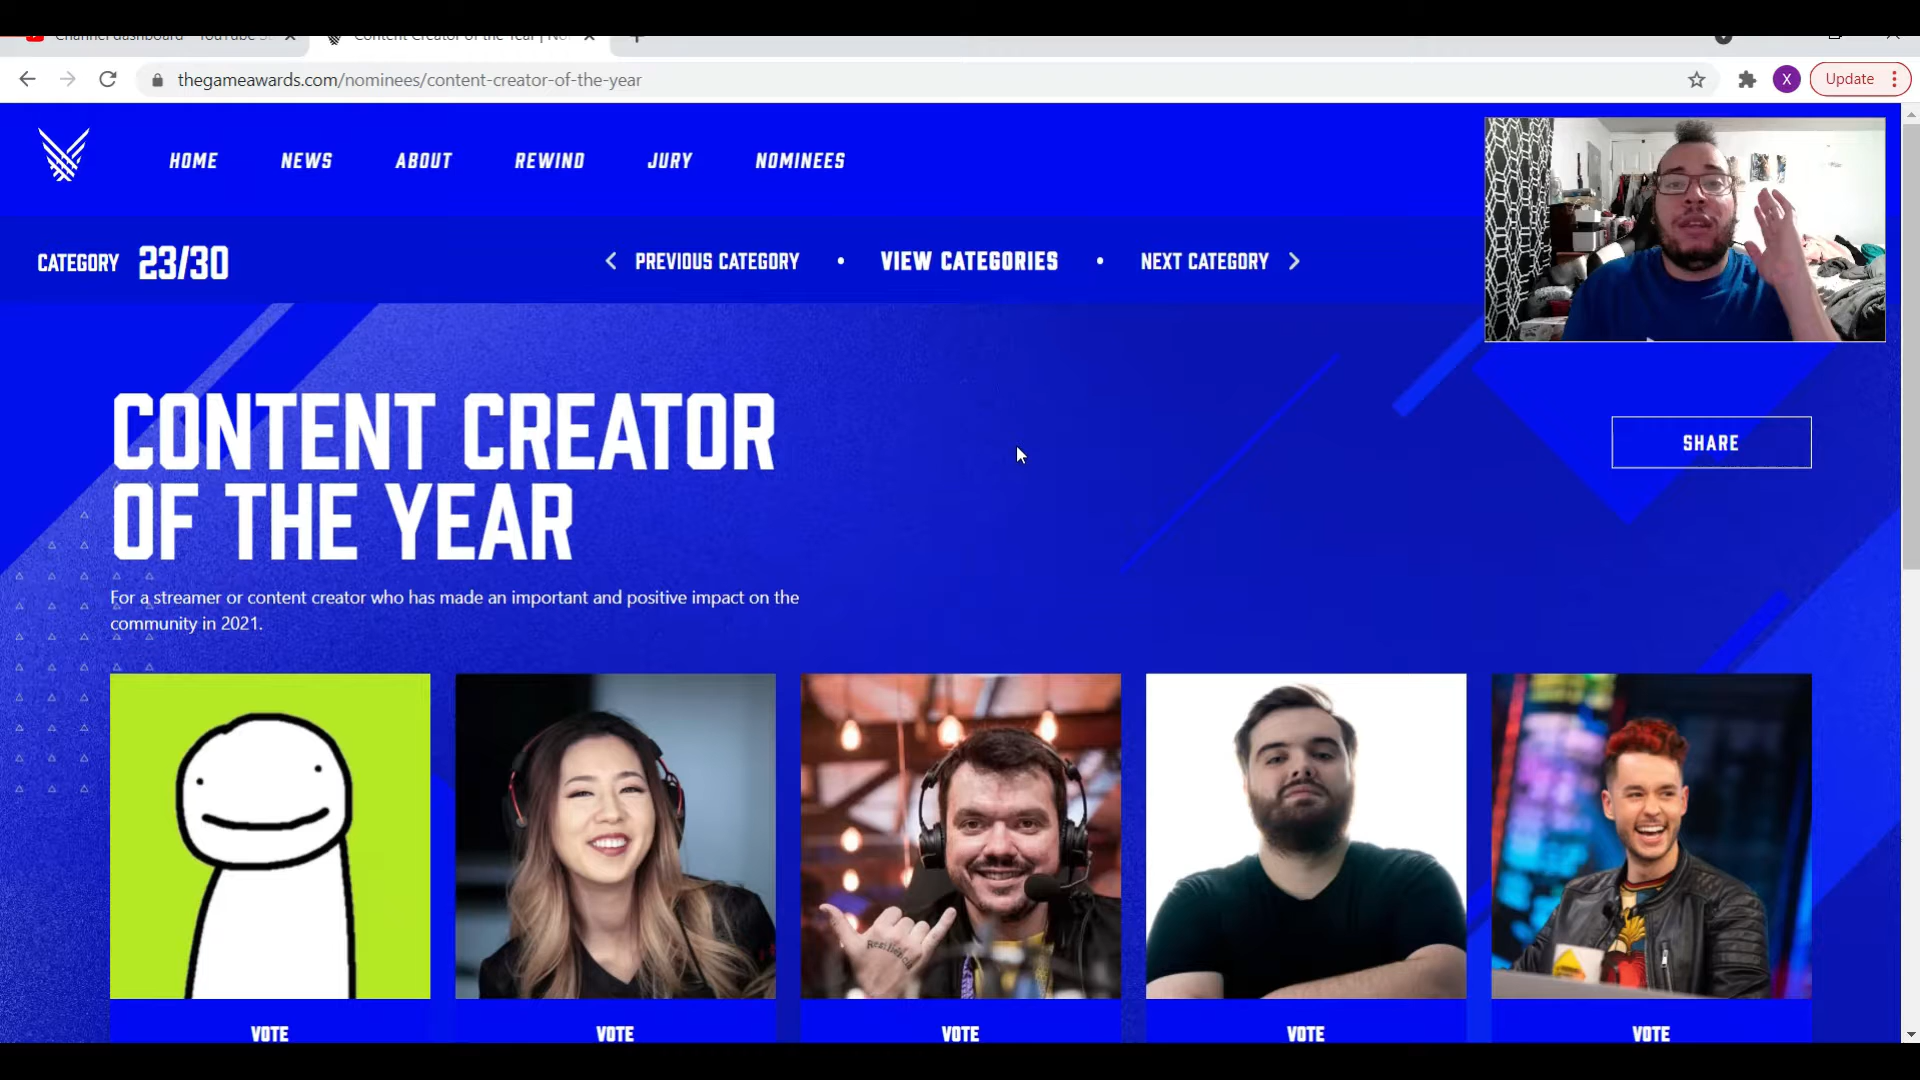 Channel dashboard - YouTube S
Content Creator of the Year | No
thegameawards.com/nominees/content-creator-of-the-year
X
Update
HOME
NEWS
ABOUT
REWIND
JURY
NOMINEES
CATEGORY 23/30
PREVIOUS CATEGORY
VIEW CATEGORIES
NEXT CATEGORY
CONTENT CREATOR
OF THE YEAR
SHARE
For a streamer or content creator who has made an important and positive impact on the
community in 2021.
VOTE
VOTE
VOTE
VOTE
VOTE